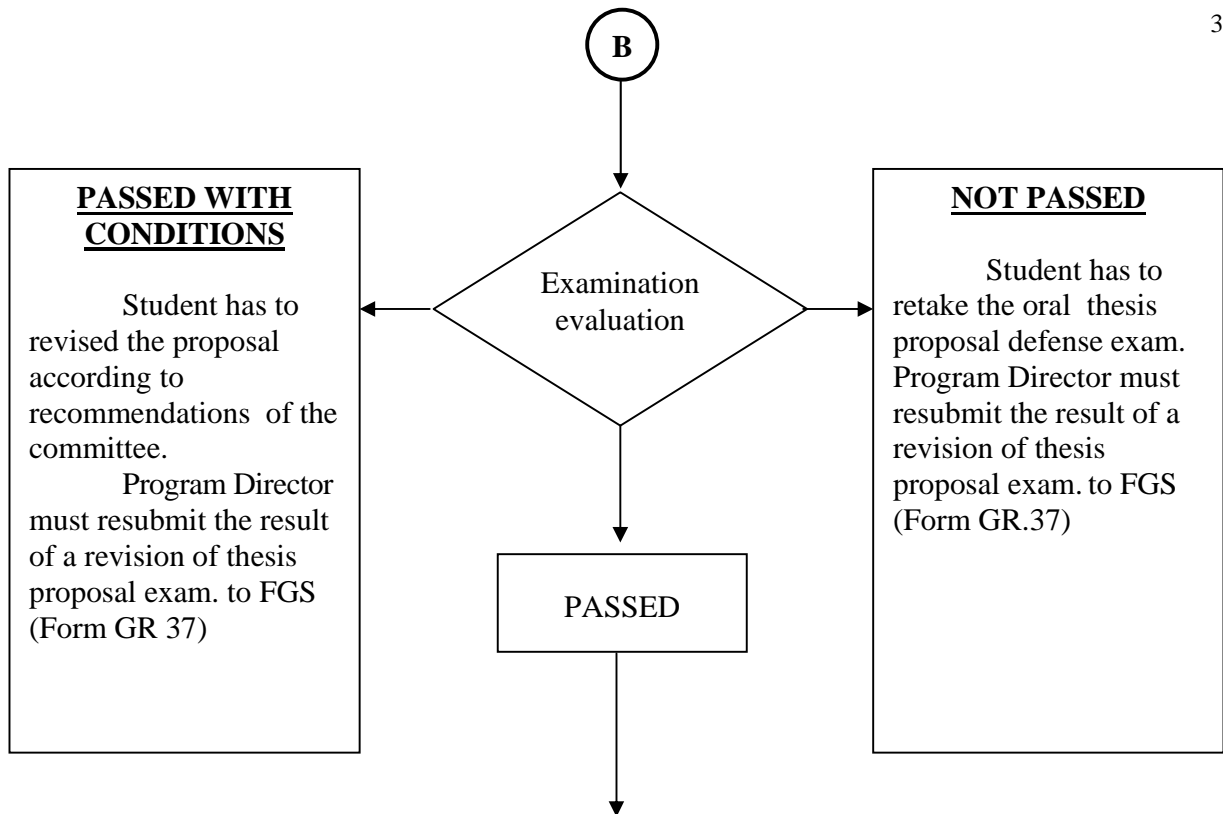 3
B
PASSED WITH
CONDITIONS
Student has to
revised the proposal
according to
recommendations of the
committee.
Program Director
must resubmit the result
of a revision of thesis
proposal exam. to FGS
(Form GR 37)
Examination
evaluation
NOT PASSED
Student has to
retake the oral thesis
proposal defense exam.
Program Director must
resubmit the result of a
revision of thesis
proposal exam. to FGS
(Form GR.37)
PASSED